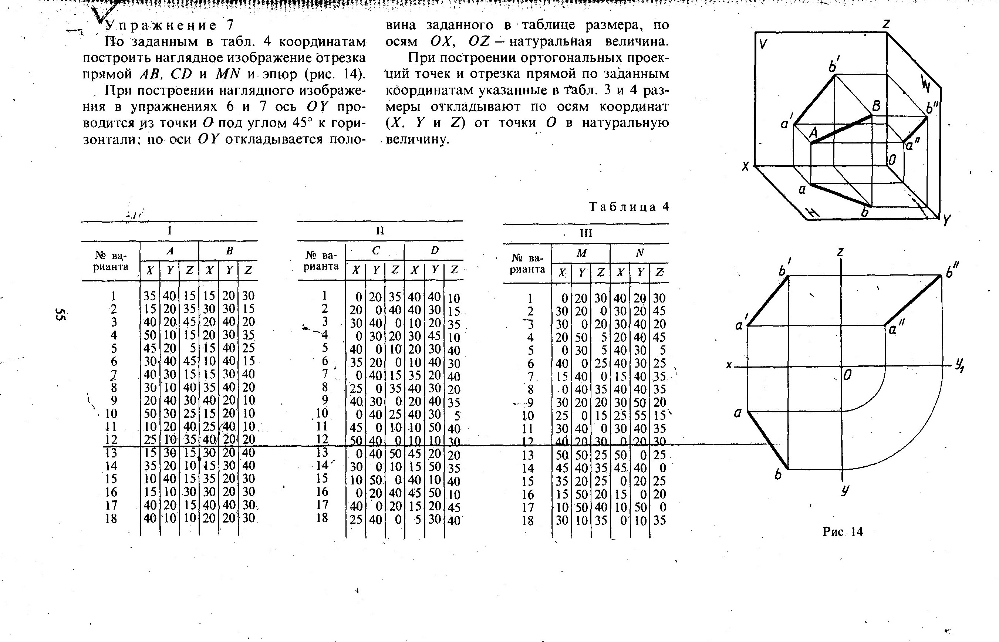 Упражнение 7
По заданным в табл. 4 координатам
построить наглядное изображение отрезка
прямой AB, CD и MN и эпюр (рис. 14).
При построении наглядного изображе-
ния в упражнениях 6 и 7 ось OY про-
водится из точки O под углом 45° к гори-
зонтали; по оси OY откладывается поло-
вина заданного в таблице размера, по
осям OX, OZ — натуральная величина.
При построении ортогональных проек-
ций точек и отрезка прямой по заданным
координатам указанные в табл. 3 и 4 раз-
меры откладывают по осям координат
(X, Y и Z) от точки O в натуральную
величину.
Таблица 4
I
№ ва-
рианта
A B
X Y Z X Y Z
1 35 40 15 15 20 30
2 15 20 35 30 30 15
3 40 20 45 20 40 20
4 50 10 15 20 30 35
5 45 20 5 15 40 25
6 30 40 45 10 40 15
7 40 30 15 15 30 40
8 30 10 40 35 40 20
9 20 40 30 40 20 10
10 50 30 25 15 20 10
11 10 20 40 25 40 10
12 25 10 35 40 20 20
13 15 30 15 30 20 40
14 35 20 10 15 30 40
15 10 40 15 35 20 30
16 15 10 30 30 20 30
17 40 20 15 40 40 30
18 40 10 10 20 20 30
II
№ ва-
рианта
C D
X Y Z X Y Z
1 0 20 35 40 40 10
2 20 0 40 40 30 15
3 30 40 0 10 20 35
4 0 30 20 30 45 10
5 40 0 10 20 30 40
6 35 20 0 10 40 30
7 0 40 15 35 20 40
8 25 0 35 40 30 20
9 40 30 0 20 40 35
10 0 40 25 40 30 5
11 45 0 10 10 50 40
12 50 40 0 10 10 30
13 0 40 50 45 20 20
14 30 0 10 15 50 35
15 10 50 0 40 10 40
16 0 20 40 45 50 10
17 40 0 20 15 20 45
18 25 40 0 5 30 40
III
№ ва-
рианта
M N
X Y Z X Y Z
1 0 20 30 40 20 30
2 30 20 0 30 20 45
3 30 0 20 30 40 20
4 20 50 5 20 40 45
5 0 30 5 40 30 5
6 40 0 25 40 30 25
7 15 40 0 15 40 35
8 0 40 35 40 40 35
9 30 20 20 30 50 20
10 25 0 15 25 55 15
11 30 40 0 30 40 35
12 40 20 30 0 20 30
13 50 50 25 50 0 25
14 45 40 35 45 40 0
15 35 20 25 0 20 25
16 15 50 20 15 0 20
17 10 50 40 10 50 0
18 30 10 35 0 10 35
55
Z
V
W
b'
B
b"
a'
A
a"
O
X
a
b
H
Y
z
b'
b"
a'
a"
x
O
y₁
a
b
y
Рис. 14